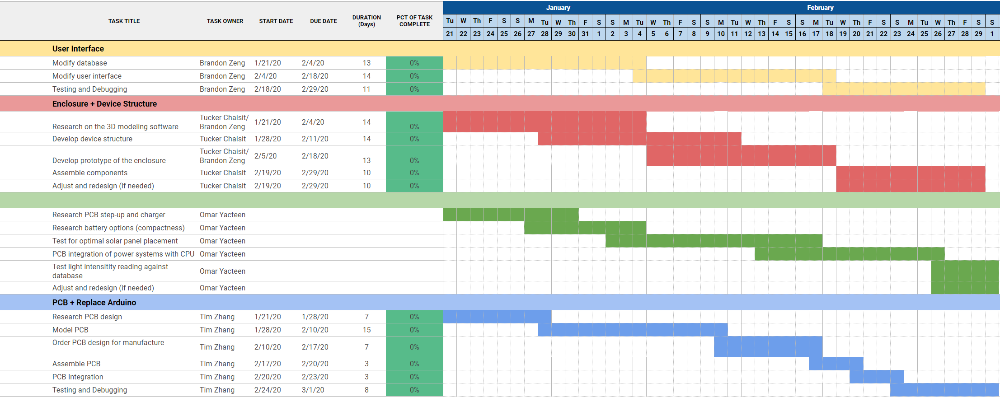 January February
TASK TITLE TASK OWNER START DATE DUE DATE DURATION (Days) PCT OF TASK COMPLETE Tu W Th F S S M Tu W Th F S S M Tu W Th F S S M Tu W Th F S S M Tu W Th F S S M Tu W Th F S S
21 22 23 24 25 26 27 28 29 30 31 1 2 3 4 5 6 7 8 9 10 11 12 13 14 15 16 17 18 19 20 21 22 23 24 25 26 27 28 29 1
User Interface
Modify database Brandon Zeng 1/21/20 2/4/20 13 0%
Modify user interface Brandon Zeng 2/4/20 2/18/20 14 0%
Testing and Debugging Brandon Zeng 2/18/20 2/29/20 11 0%
Enclosure + Device Structure
Research on the 3D modeling software Tucker Chaisit/ Brandon Zeng 1/21/20 2/4/20 14 0%
Develop device structure Tucker Chaisit 1/28/20 2/11/20 14 0%
Develop prototype of the enclosure Tucker Chaisit/ Brandon Zeng 2/5/20 2/18/20 13 0%
Assemble components Tucker Chaisit 2/19/20 2/29/20 10 0%
Adjust and redesign (if needed) Tucker Chaisit 2/19/20 2/29/20 10 0%
Research PCB step-up and charger Omar Yacteen
Research battery options (compactness) Omar Yacteen
Test for optimal solar panel placement Omar Yacteen
PCB integration of power systems with CPU Omar Yacteen
Test light intensitity reading against database Omar Yacteen
Adjust and redesign (if needed) Omar Yacteen
PCB + Replace Arduino
Research PCB design Tim Zhang 1/21/20 1/28/20 7 0%
Model PCB Tim Zhang 1/28/20 2/10/20 15 0%
Order PCB design for manufacture Tim Zhang 2/10/20 2/17/20 7 0%
Assemble PCB Tim Zhang 2/17/20 2/20/20 3 0%
PCB Integration Tim Zhang 2/20/20 2/23/20 3 0%
Testing and Debugging Tim Zhang 2/24/20 3/1/20 8 0%